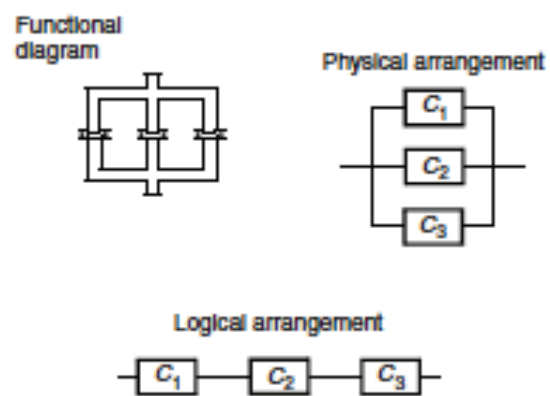 Functional
diagram
Physical arrangement
C1
C2
C3
Logical arrangement
C1 C2 C3